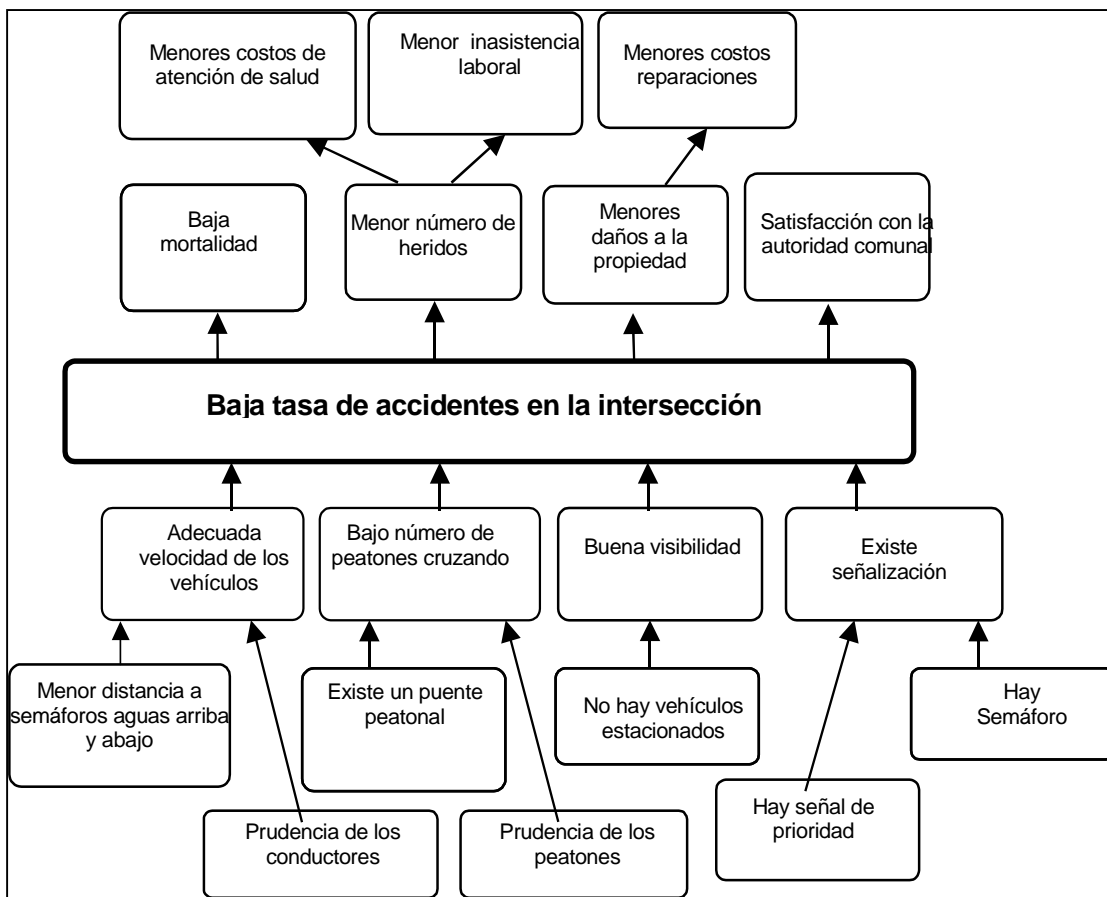 Menores costos de
atención de salud
Menor inasistencia
laboral
Menores costos
reparaciones
Baja
mortalidad
Menor número de
heridos
Menores
daños a la
propiedad
Satisfacción con la
autoridad comunal
Baja tasa de accidentes en la intersección
Adecuada
velocidad de los
vehículos
Bajo número de
peatones cruzando
Buena visibilidad
Existe
señalización
Menor distancia a
semáforos aguas arriba
y abajo
Existe un puente
peatonal
No hay vehículos
estacionados
Hay
Semáforo
Prudencia de los
conductores
Prudencia de los
peatones
Hay señal de
prioridad